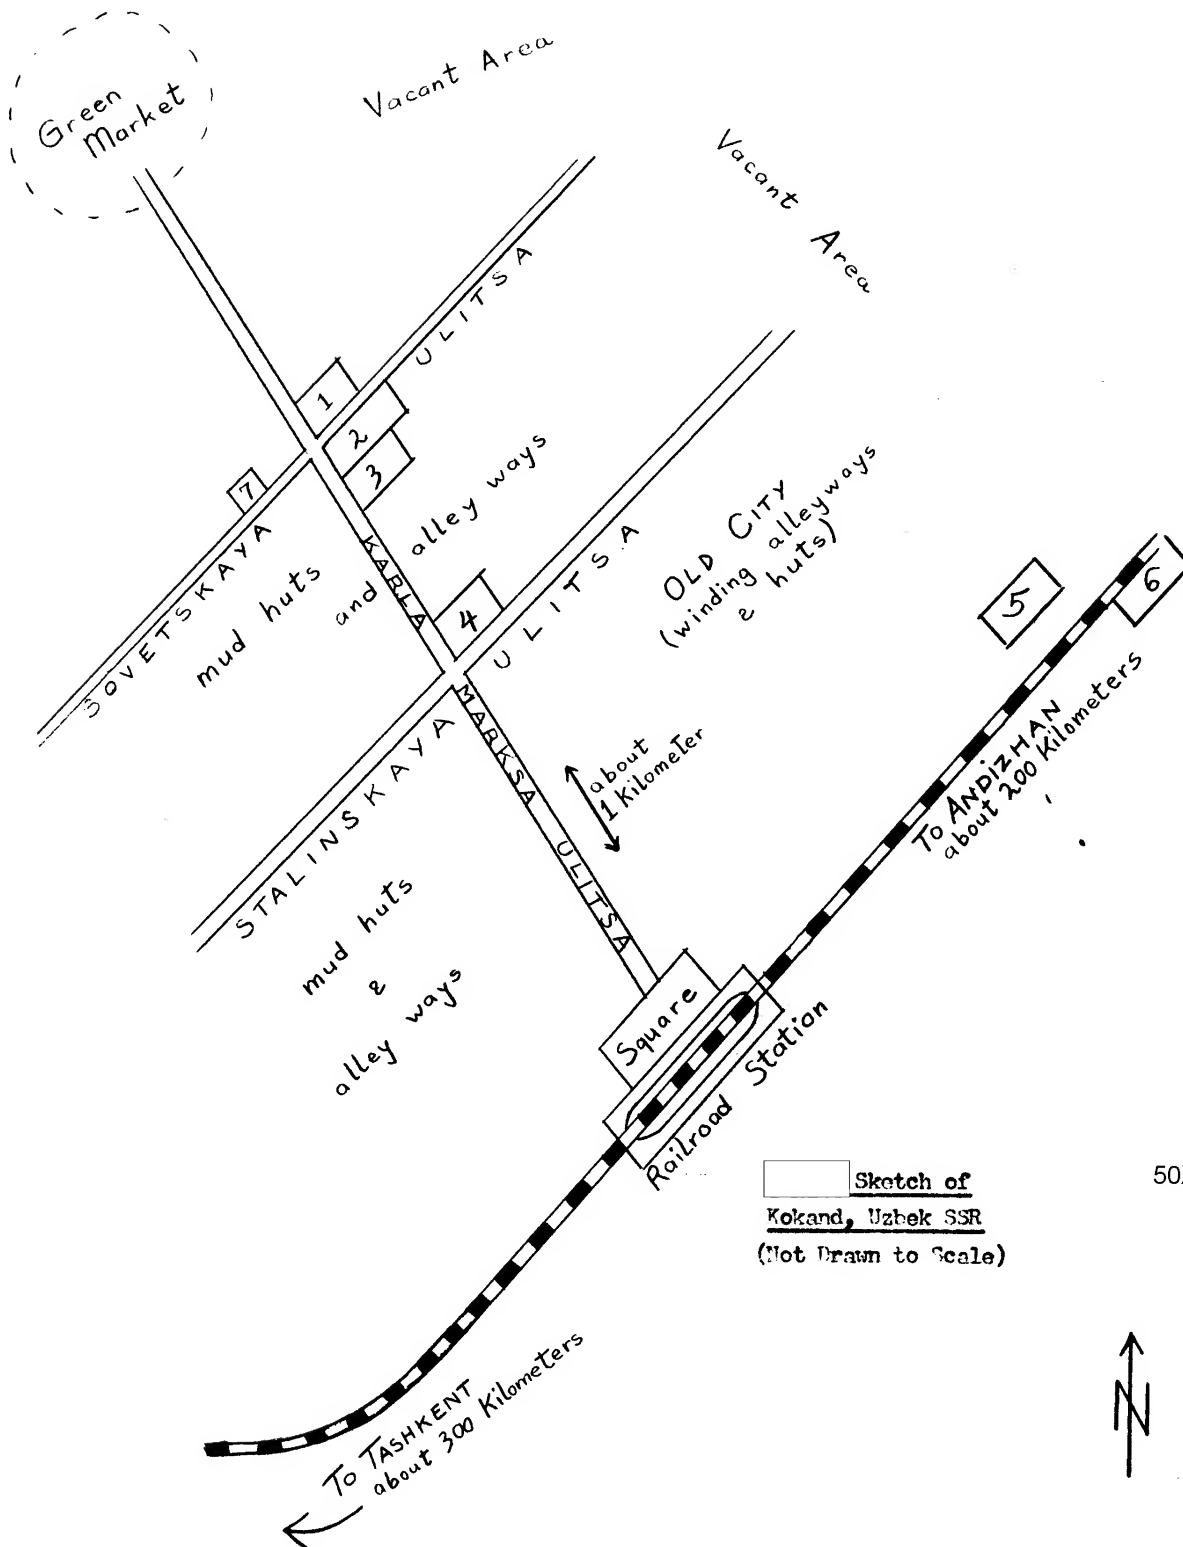 Green
Market
Vacant Area
Vacant Area
1
2
3
7
SOVETSKAYA ULITSA
mud huts
and
alley ways
4
KARLA MARKSA ULITSA
STALINSKAYA ULITSA
OLD CITY
(winding alleyways
& huts)
5
6
about
1 Kilometer
To ANDIZHAN
about 200 Kilometers
mud huts
&
alley ways
Square
Railroad Station
Sketch of
Kokand, Uzbek SSR
(Not Drawn to Scale)
50
To TASHKENT
about 300 Kilometers
N